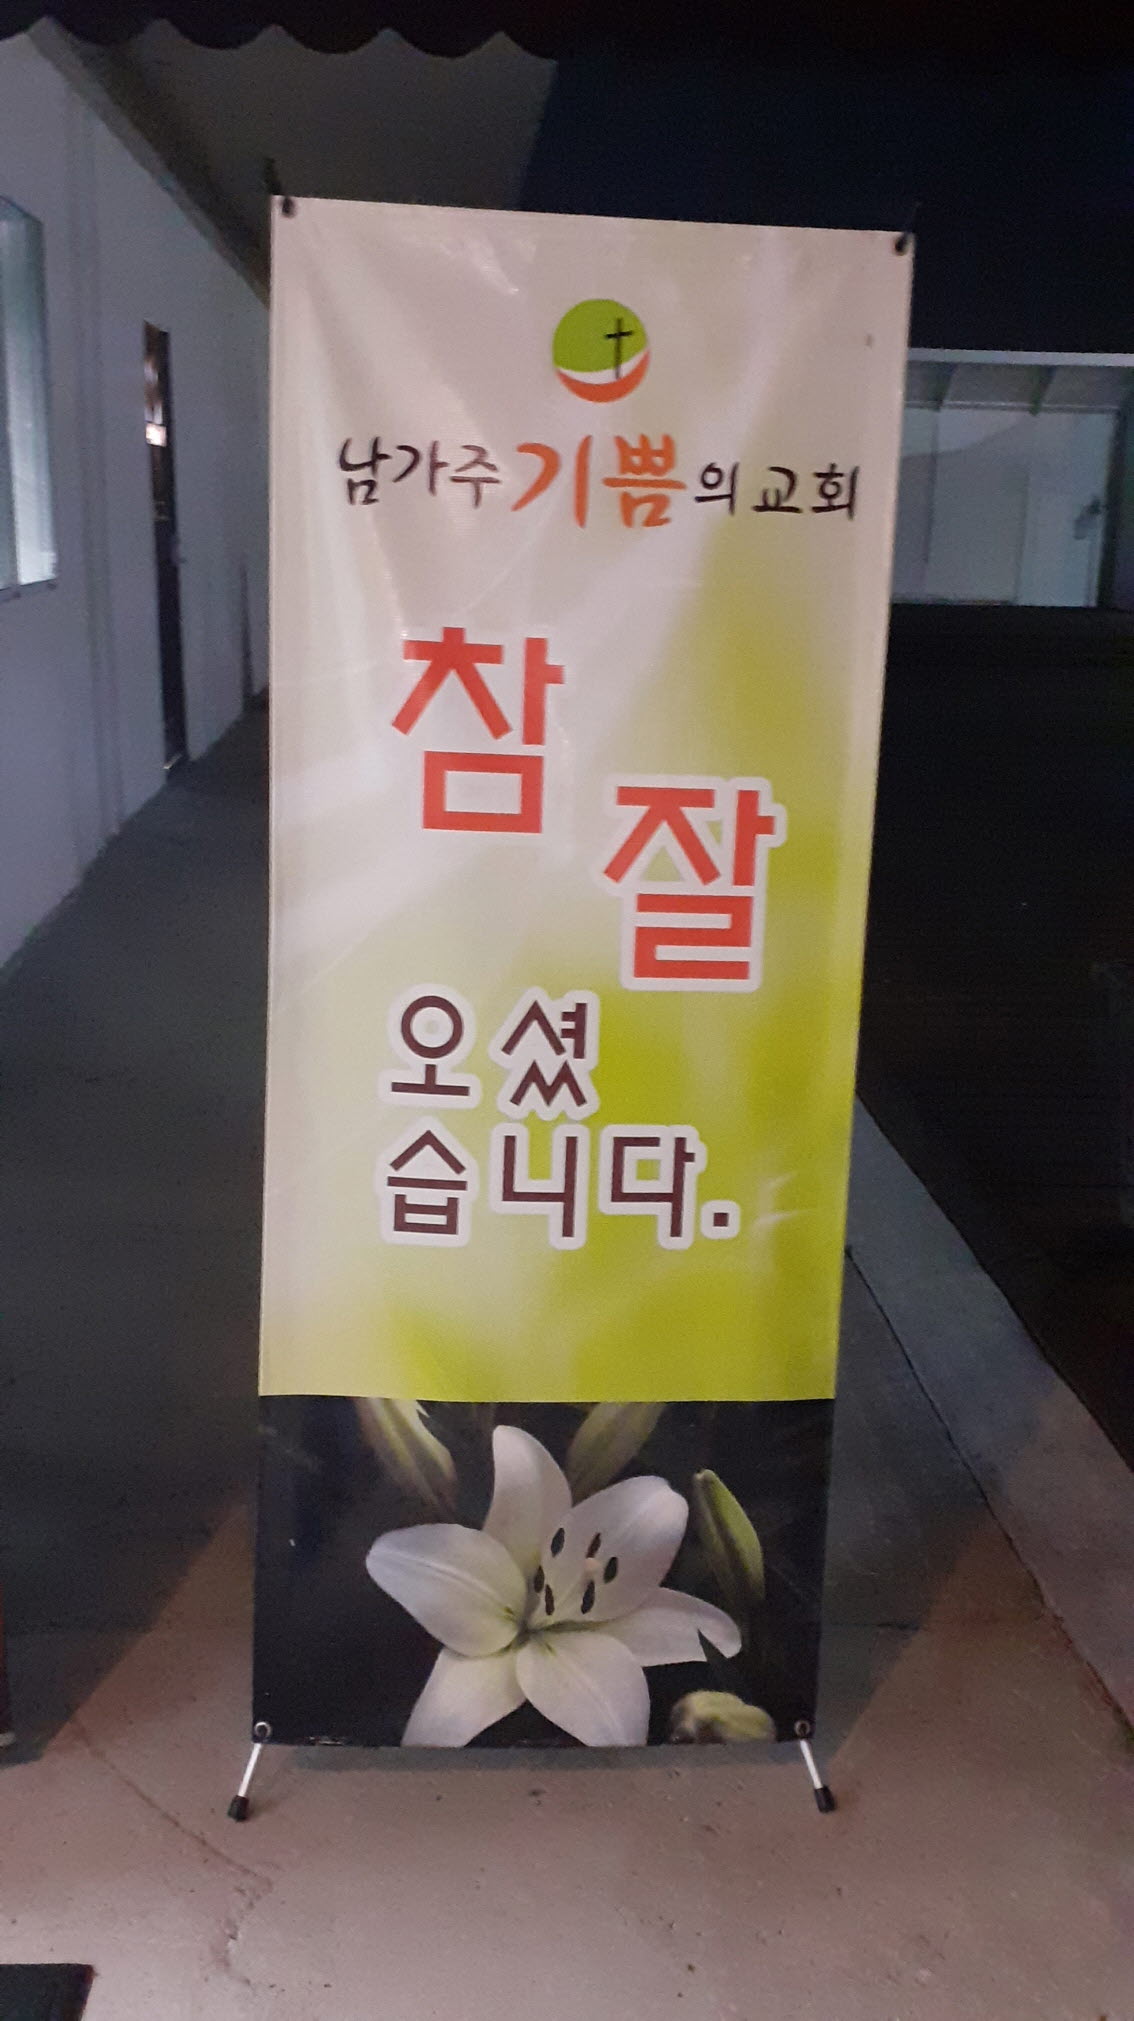 남가주 기쁨의 교회
참
잘
오셨
습니다.